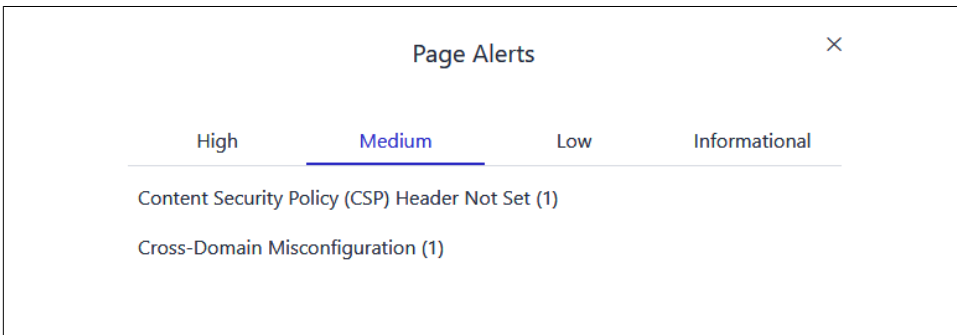 Page Alerts
High Medium Low Informational
Content Security Policy (CSP) Header Not Set (1)
Cross-Domain Misconfiguration (1)